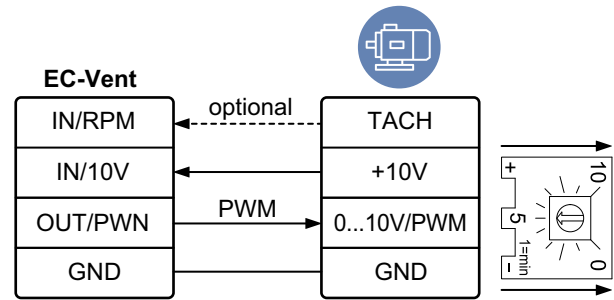 EC-Vent
IN/RPM
optional
TACH
IN/10V
+10V
OUT/PWN
PWM
0...10V/PWM
GND
GND
+
10
5
1=min
-
0